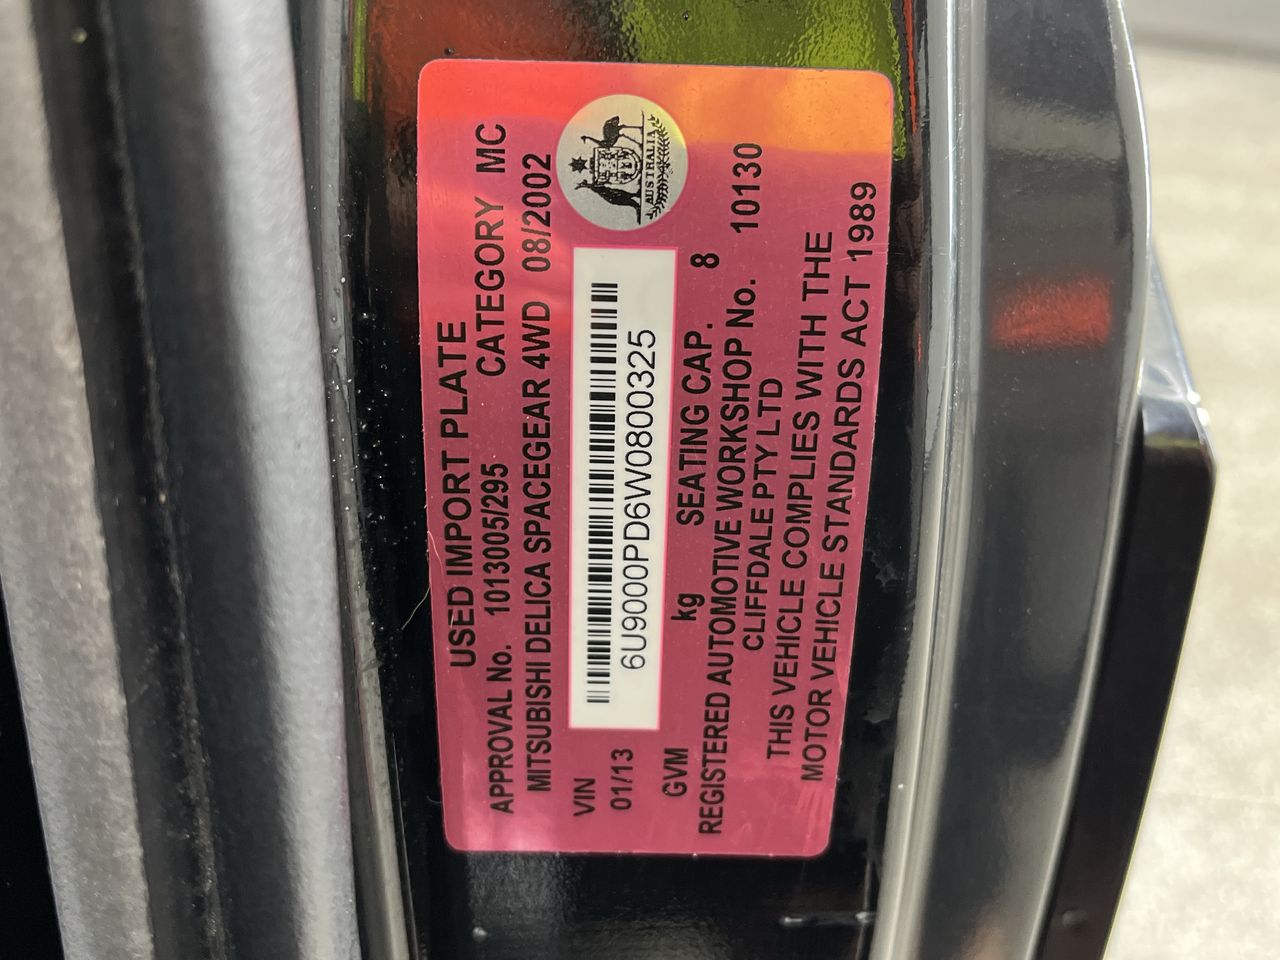 USED IMPORT PLATE
APPROVAL No. 1013005/295 CATEGORY MC
MITSUBISHI DELICA SPACEGEAR 4WD 08/2002
VIN
01/13
6U9000PD6W0800325
AUSTRALIA
GVM kg SEATING CAP. 8
REGISTERED AUTOMOTIVE WORKSHOP No. 10130
CLIFFDALE PTY LTD
THIS VEHICLE COMPLIES WITH THE
MOTOR VEHICLE STANDARDS ACT 1989